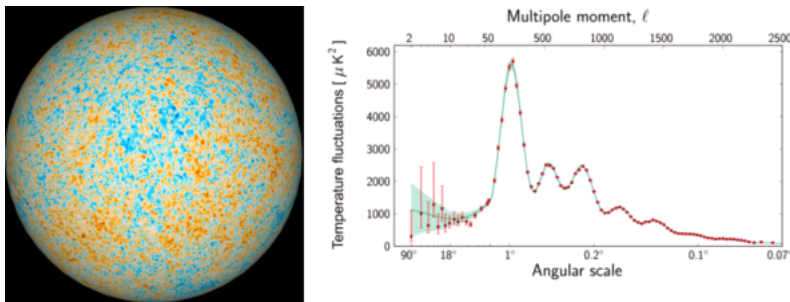 Multipole moment, ℓ
2 10 50 500 1000 1500 2000 2500
Temperature fluctuations [ μ K² ]
6000
5000
4000
3000
2000
1000
0
90° 18° 1° 0.2° 0.1° 0.07°
Angular scale